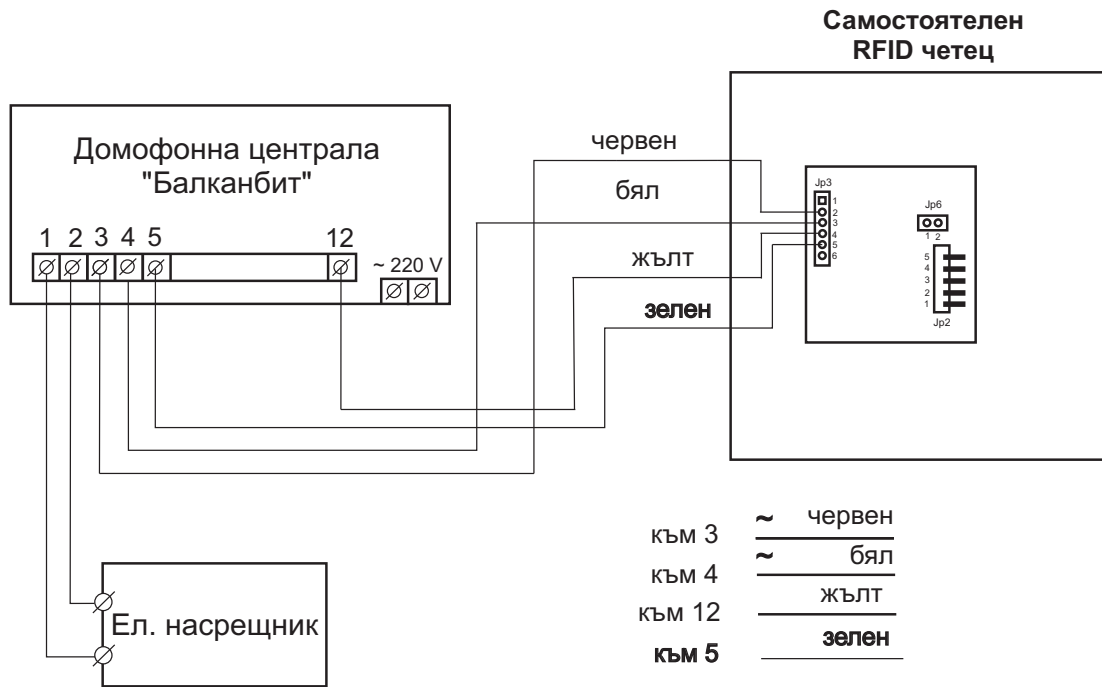 Самостоятелен
RFID четец
Домофонна централа
"Балканбит"
1 2 3 4 5 12
~ 220 V
червен
бял
жълт
зелен
Jp3
1
2
3
4
5
6
Jp6
1 2
5
4
3
2
1
Jp2
Ел. насрещник
към 3 ~ червен
към 4 ~ бял
към 12 жълт
към 5 зелен